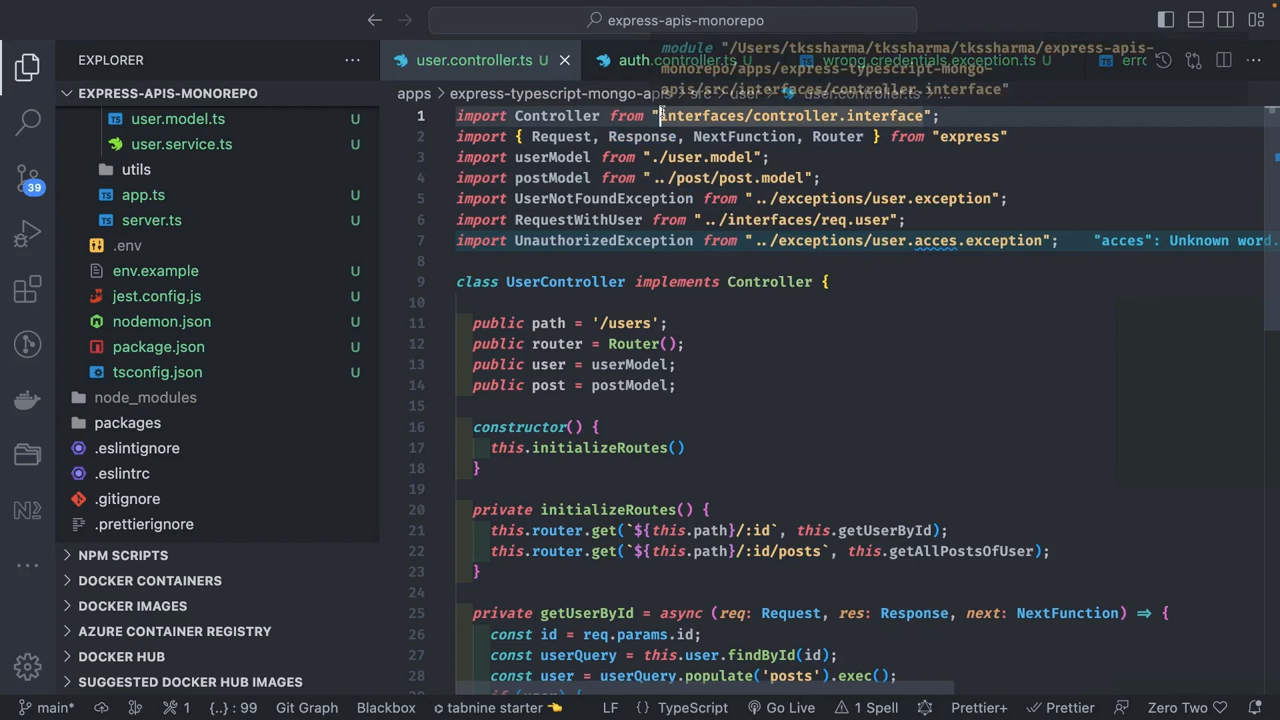 express-apis-monorepo
EXPLORER
user.controller.ts U
auth.
wrong.credentials.exception.ts U
module "/Users/tkssharma/tkssharma/express-apis-
monorepo/apps/express-typescript-mongo-
apis/src/interfaces/controller.interface"
EXPRESS-APIS-MONOREPO
user.model.ts U
user.service.ts U
utils
app.ts U
server.ts U
.env
env.example U
jest.config.js U
nodemon.json U
package.json U
tsconfig.json U
node_modules
packages
.eslintignore
.eslintrc
.gitignore
.prettierignore
NPM SCRIPTS
DOCKER CONTAINERS
DOCKER IMAGES
AZURE CONTAINER REGISTRY
DOCKER HUB
SUGGESTED DOCKER HUB IMAGES
39
apps > express-typescript-mongo-apis > src > user > user.controller.ts > ...
1 import Controller from "interfaces/controller.interface";
2 import { Request, Response, NextFunction, Router } from "express"
3 import userModel from "./user.model";
4 import postModel from "../post/post.model";
5 import UserNotFoundException from "../exceptions/user.exception";
6 import RequestWithUser from "../interfaces/req.user";
7 import UnauthorizedException from "../exceptions/user.acces.exception"; "acces": Unknown word.
8
9 class UserController implements Controller {
10
11 public path = '/users';
12 public router = Router();
13 public user = userModel;
14 public post = postModel;
15
16 constructor() {
17 this.initializeRoutes()
18 }
19
20 private initializeRoutes() {
21 this.router.get(`${this.path}/:id`, this.getUserById);
22 this.router.get(`${this.path}/:id/posts`, this.getAllPostsOfUser);
23 }
24
25 private getUserById = async (req: Request, res: Response, next: NextFunction) => {
26 const id = req.params.id;
27 const userQuery = this.user.findById(id);
28 const user = userQuery.populate('posts').exec();
main* 1 {..} : 99 Git Graph Blackbox tabnine starter 👈 LF {} TypeScript Go Live 1 Spell Prettier+ Prettier Zero Two